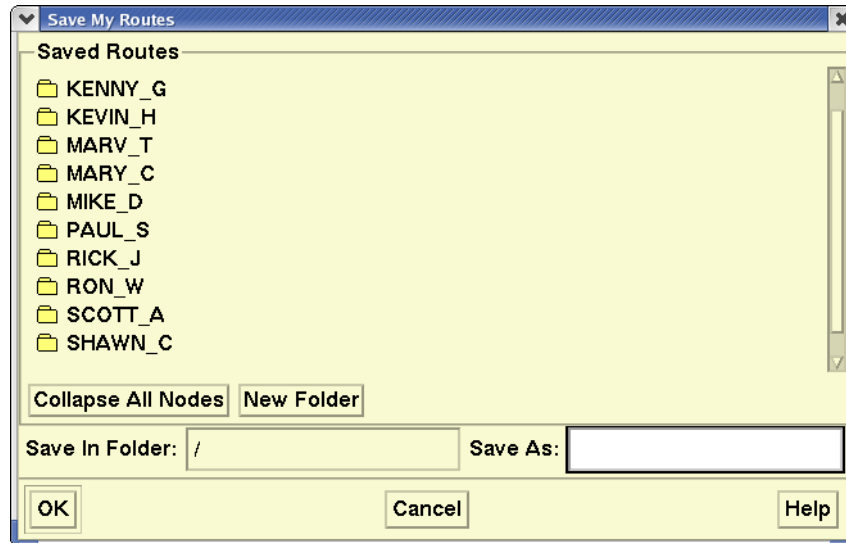 Save My Routes
Saved Routes
KENNY_G
KEVIN_H
MARV_T
MARY_C
MIKE_D
PAUL_S
RICK_J
RON_W
SCOTT_A
SHAWN_C
Collapse All Nodes New Folder
Save In Folder: / Save As:
OK Cancel Help